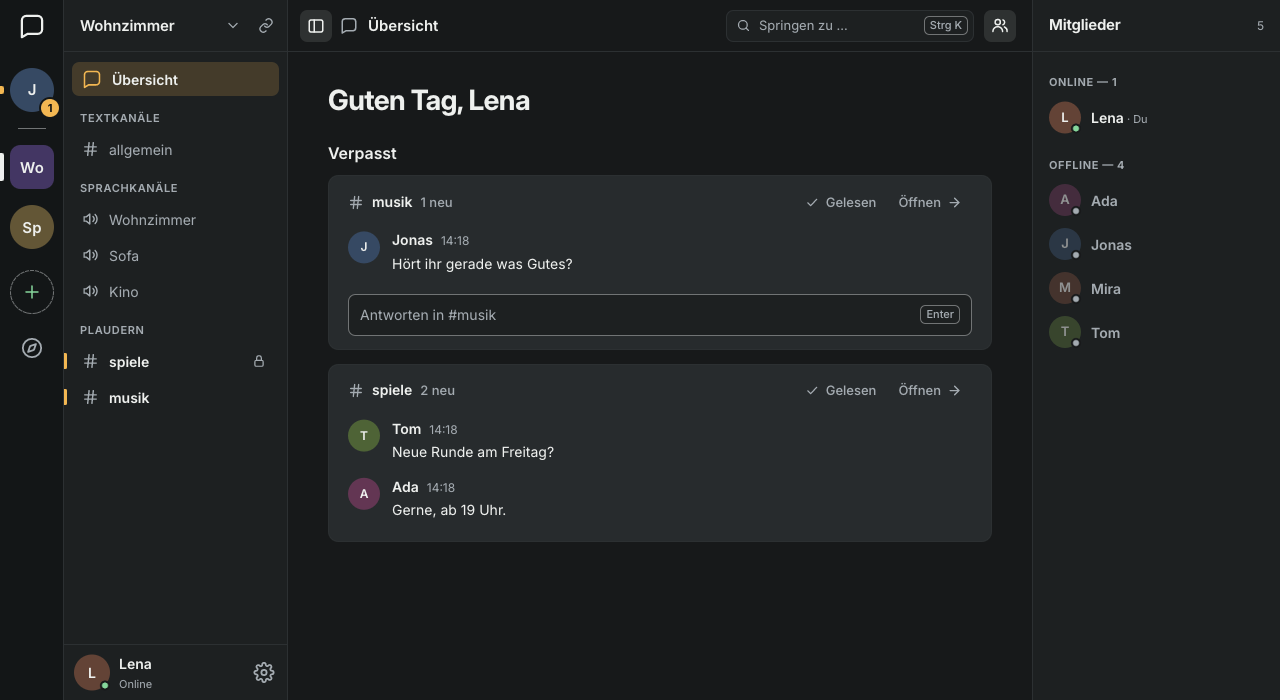 J
1
Wo
Sp
Wohnzimmer
Übersicht
TEXTKANÄLE
allgemein
SPRACHKANÄLE
Wohnzimmer
Sofa
Kino
PLAUDERN
spiele
musik
L
Lena
Online
Übersicht
Springen zu ...
Strg K
Guten Tag, Lena
Verpasst
# musik 1 neu
Gelesen
Öffnen
J
Jonas 14:18
Hört ihr gerade was Gutes?
Antworten in #musik
Enter
# spiele 2 neu
Gelesen
Öffnen
T
Tom 14:18
Neue Runde am Freitag?
A
Ada 14:18
Gerne, ab 19 Uhr.
Mitglieder 5
ONLINE — 1
L
Lena · Du
OFFLINE — 4
A
Ada
J
Jonas
M
Mira
T
Tom